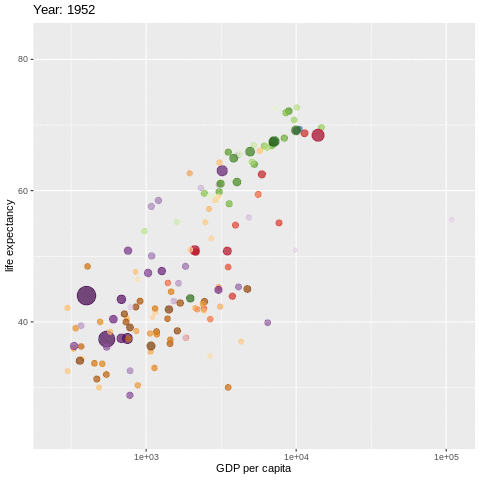 Year: 1952
life expectancy
80
60
40
1e+03 1e+04 1e+05
GDP per capita